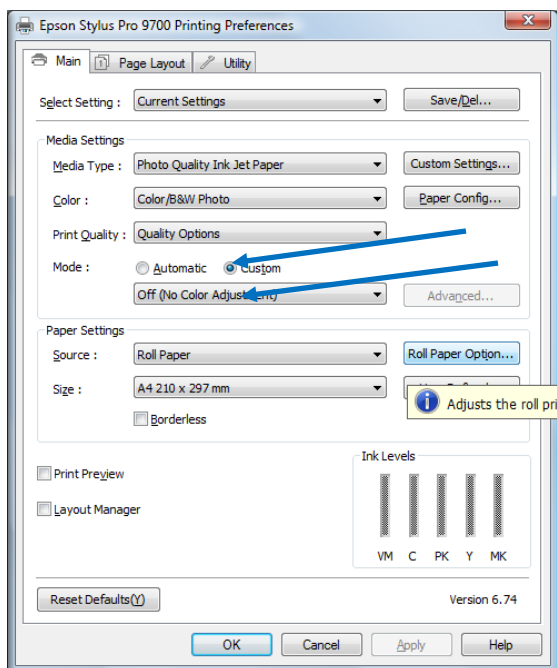 Epson Stylus Pro 9700 Printing Preferences
Main 1 Page Layout Utility
Select Setting : Current Settings Save/Del...
Media Settings
Media Type : Photo Quality Ink Jet Paper Custom Settings...
Color : Color/B&W Photo Paper Config...
Print Quality : Quality Options
Mode : Automatic Custom
Off (No Color Adjustment) Advanced...
Paper Settings
Source : Roll Paper Roll Paper Option...
Size : A4 210 x 297 mm
i Adjusts the roll pri
Borderless
Ink Levels
Print Preview
Layout Manager
VM C PK Y MK
Reset Defaults(Y) Version 6.74
OK Cancel Apply Help